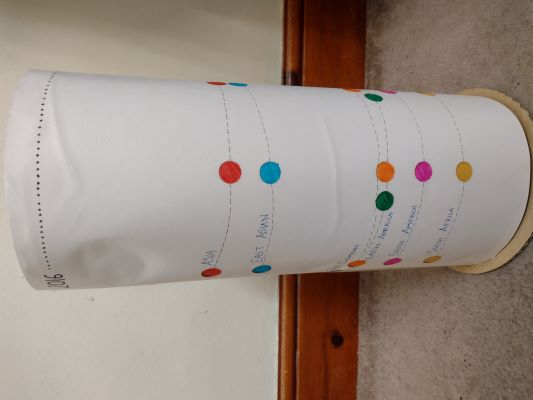 2016
ASIA
EAST ASIAN
LATIN AMERICA
SOUTH AMERICA
SOUTH AFRICA